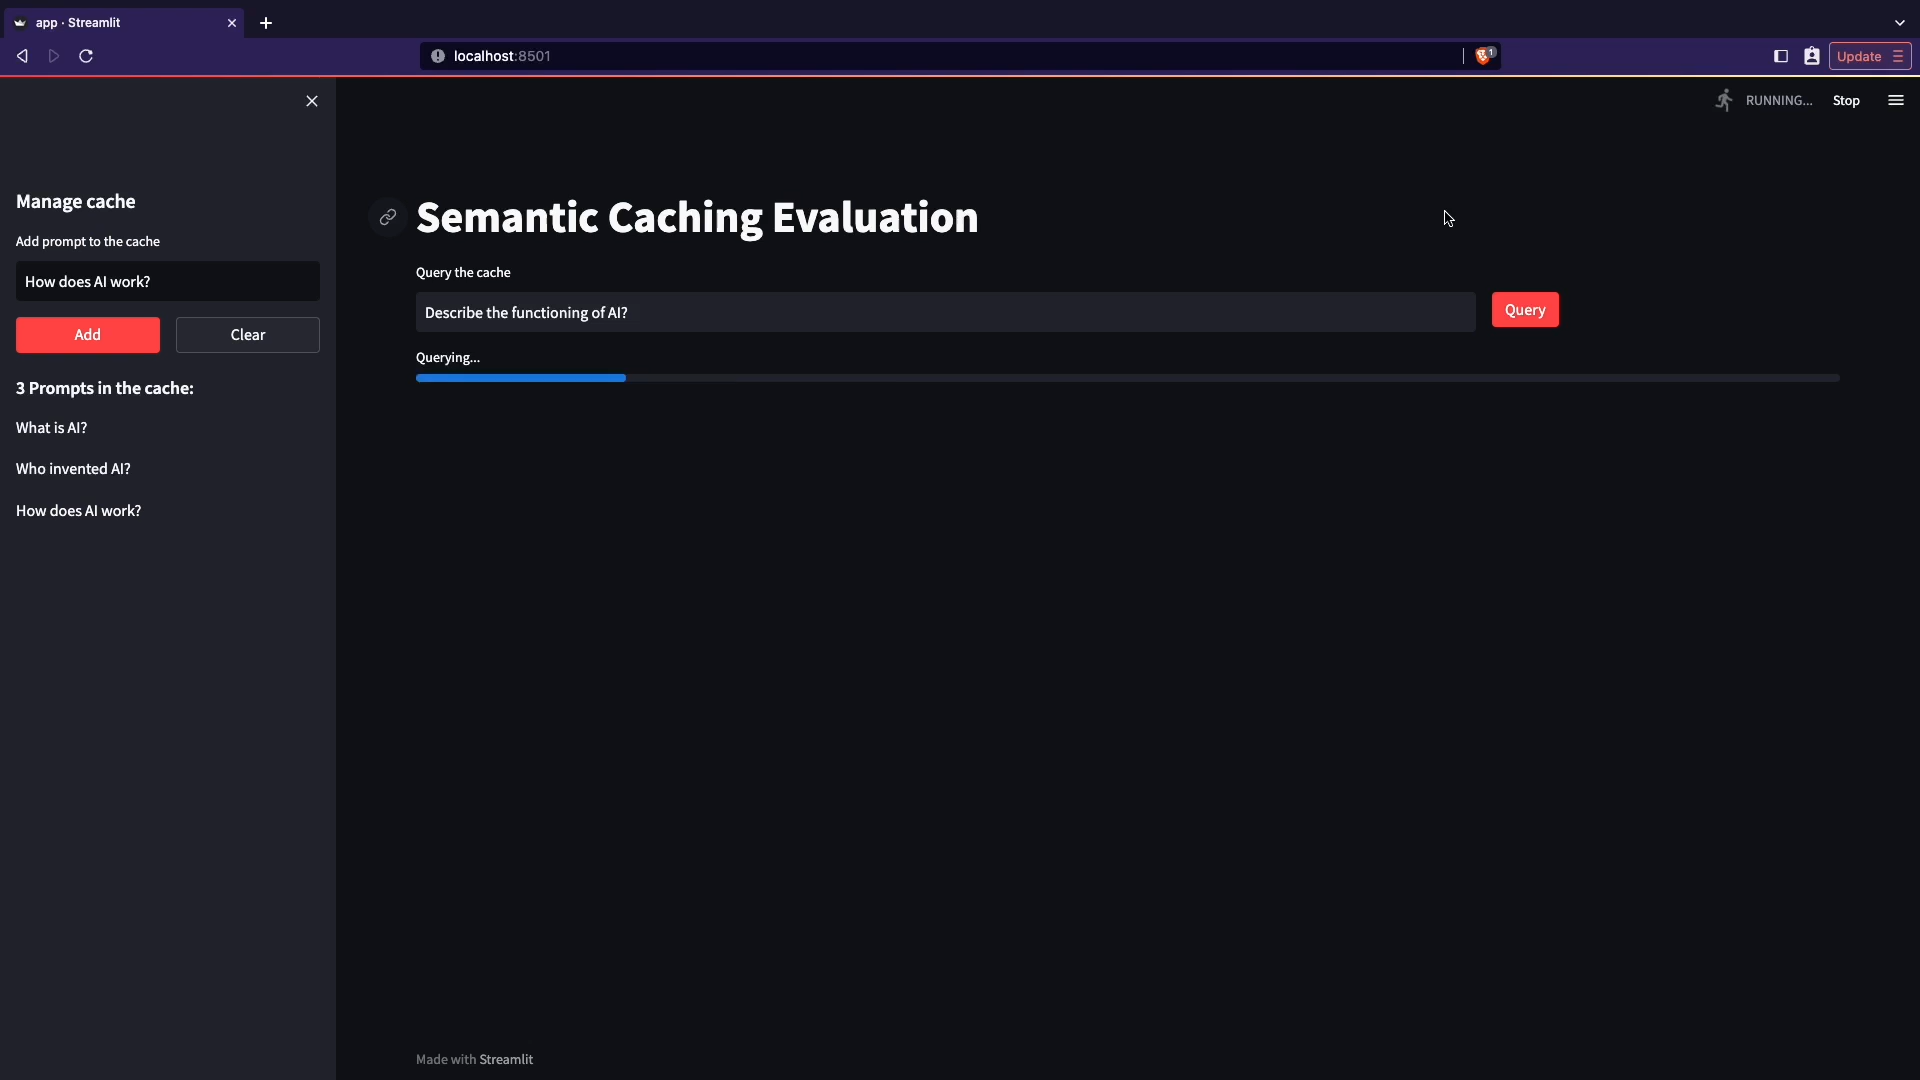 app · Streamlit
localhost:8501
1
Update
RUNNING...
Stop
Manage cache
Add prompt to the cache
How does AI work?
Add
Clear
3 Prompts in the cache:
What is AI?
Who invented AI?
How does AI work?
Semantic Caching Evaluation
Query the cache
Describe the functioning of AI?
Query
Querying...
Made with Streamlit